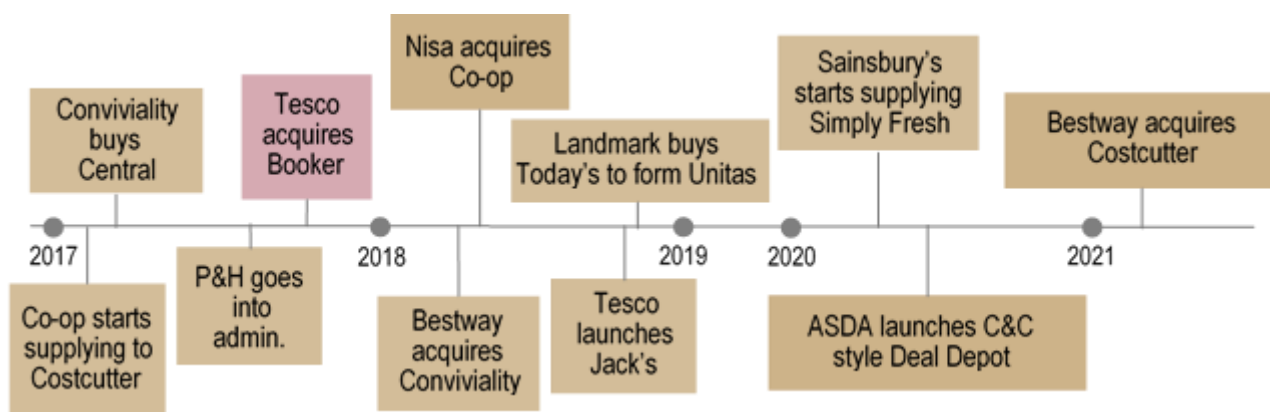 Conviviality
buys
Central
Tesco
acquires
Booker
Nisa acquires
Co-op
Landmark buys
Today's to form Unitas
Sainsbury's
starts supplying
Simply Fresh
Bestway acquires
Costcutter
2017
2018
2019
2020
2021
Co-op starts
supplying to
Costcutter
P&H goes
into
admin.
Bestway
acquires
Conviviality
Tesco
launches
Jack's
ASDA launches C&C
style Deal Depot